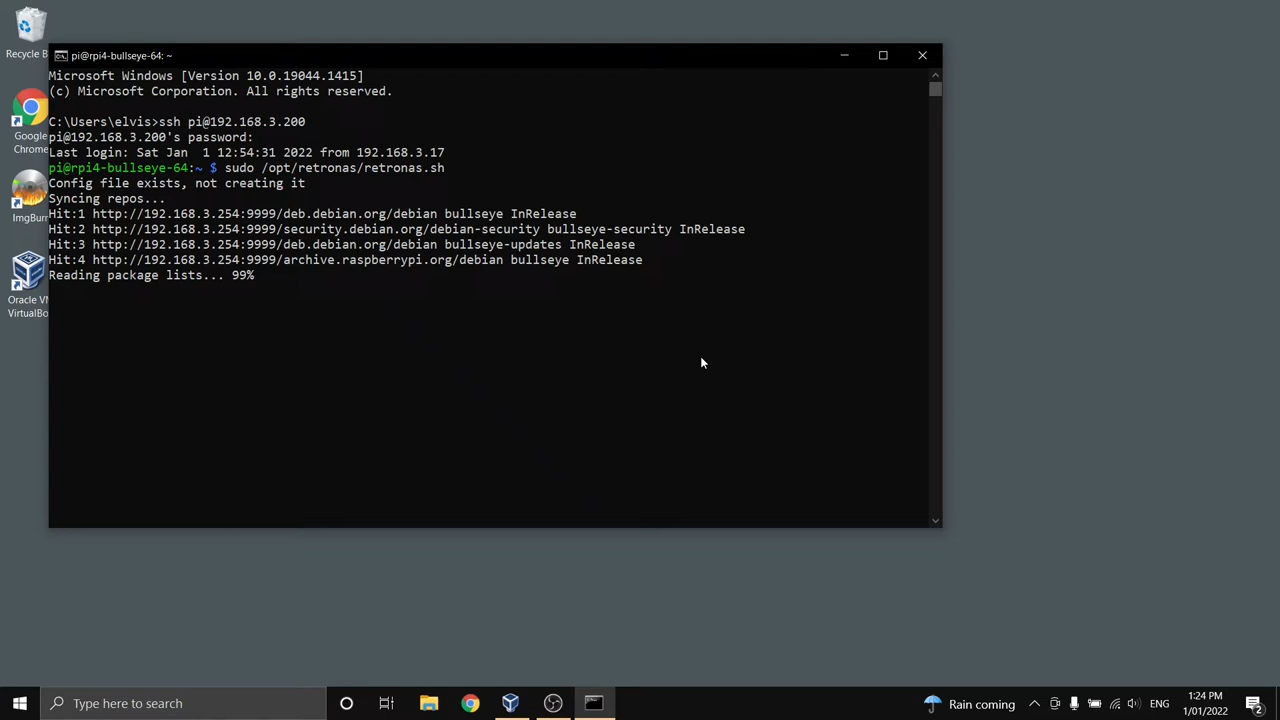 Recycle B
Google
Chrome
ImgBurn
Oracle VM
VirtualBo
pi@rpi4-bullseye-64: ~
Microsoft Windows [Version 10.0.19044.1415]
(c) Microsoft Corporation. All rights reserved.
C:\Users\elvis>ssh pi@192.168.3.200
pi@192.168.3.200's password:
Last login: Sat Jan  1 12:54:31 2022 from 192.168.3.17
pi@rpi4-bullseye-64:~ $ sudo /opt/retronas/retronas.sh
Config file exists, not creating it
Syncing repos...
Hit:1 http://192.168.3.254:9999/deb.debian.org/debian bullseye InRelease
Hit:2 http://192.168.3.254:9999/security.debian.org/debian-security bullseye-security InRelease
Hit:3 http://192.168.3.254:9999/deb.debian.org/debian bullseye-updates InRelease
Hit:4 http://192.168.3.254:9999/archive.raspberrypi.org/debian bullseye InRelease
Reading package lists... 99%
Type here to search
Rain coming
ENG
1:24 PM
1/01/2022
2